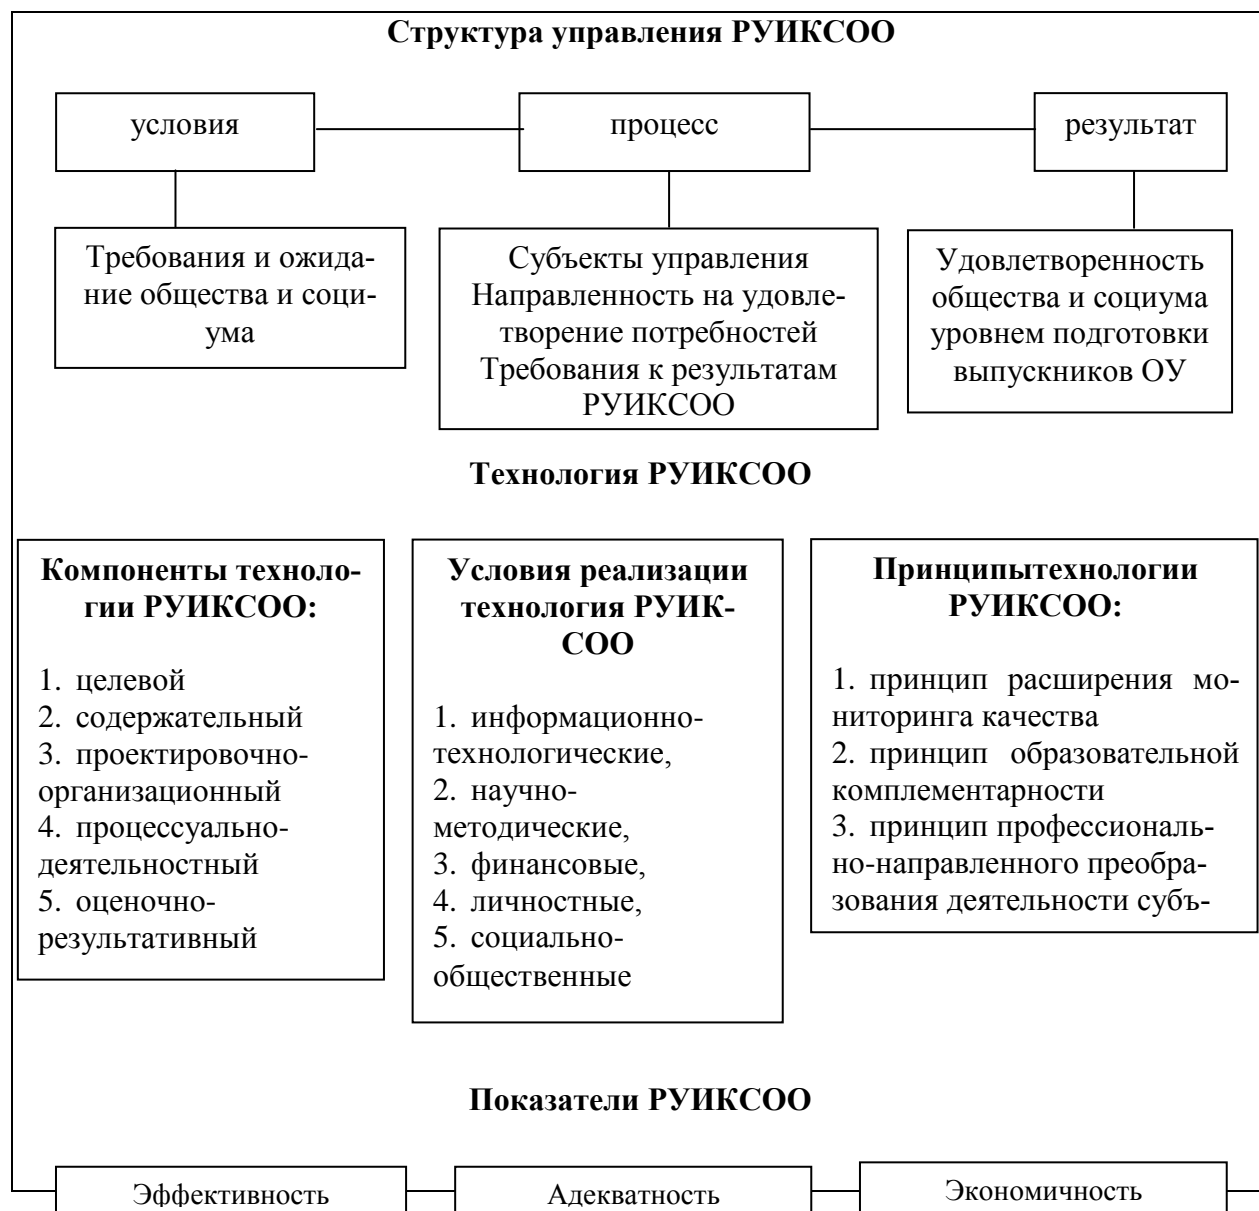 Структура управления РУИКСОО
условия
процесс
результат
Требования и ожида-
ние общества и соци-
ума
Субъекты управления
Направленность на удовле-
творение потребностей
Требования к результатам
РУИКСОО
Удовлетворенность
общества и социума
уровнем подготовки
выпускников ОУ
Технология РУИКСОО
Компоненты техноло-
гии РУИКСОО:
1. целевой
2. содержательный
3. проектировочно-
организационный
4. процессуально-
деятельностный
5. оценочно-
результативный
Условия реализации
технология РУИК-
СОО
1. информационно-
технологические,
2. научно-
методические,
3. финансовые,
4. личностные,
5. социально-
общественные
Принципытехнологии
РУИКСОО:
1. принцип расширения мо-
ниторинга качества
2. принцип образовательной
комплементарности
3. принцип профессиональ-
но-направленного преобра-
зования деятельности субъ-
Показатели РУИКСОО
Эффективность
Адекватность
Экономичность